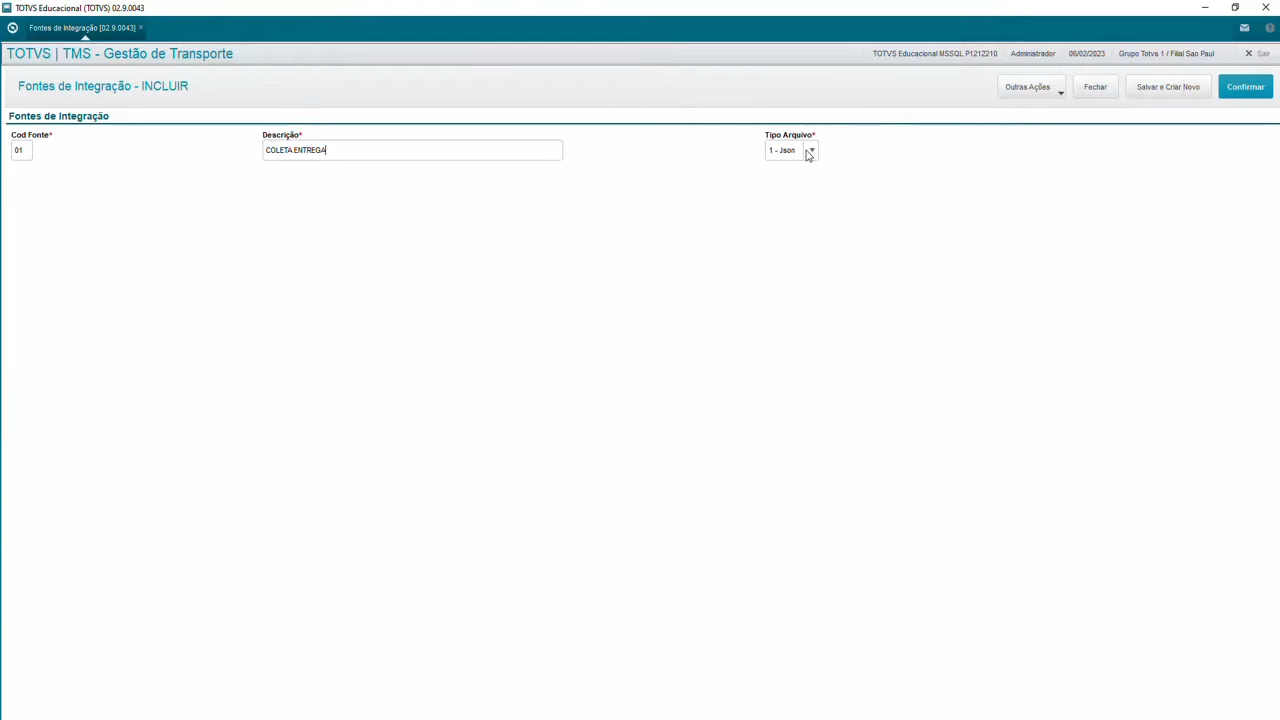 TOTVS Educacional (TOTVS) 02.9.0043
Fontes de Integração [02.9.0043] ×
TOTVS | TMS - Gestão de Transporte
TOTVS Educacional MSSQL P1212210 Administrador 06/02/2023 Grupo Totvs 1 / Filial Sao Paul Sair
Fontes de Integração - INCLUIR
Outras Ações Fechar Salvar e Criar Novo Confirmar
Fontes de Integração
Cod Fonte* Descrição* Tipo Arquivo*
01 COLETA ENTREGA 1 - Json